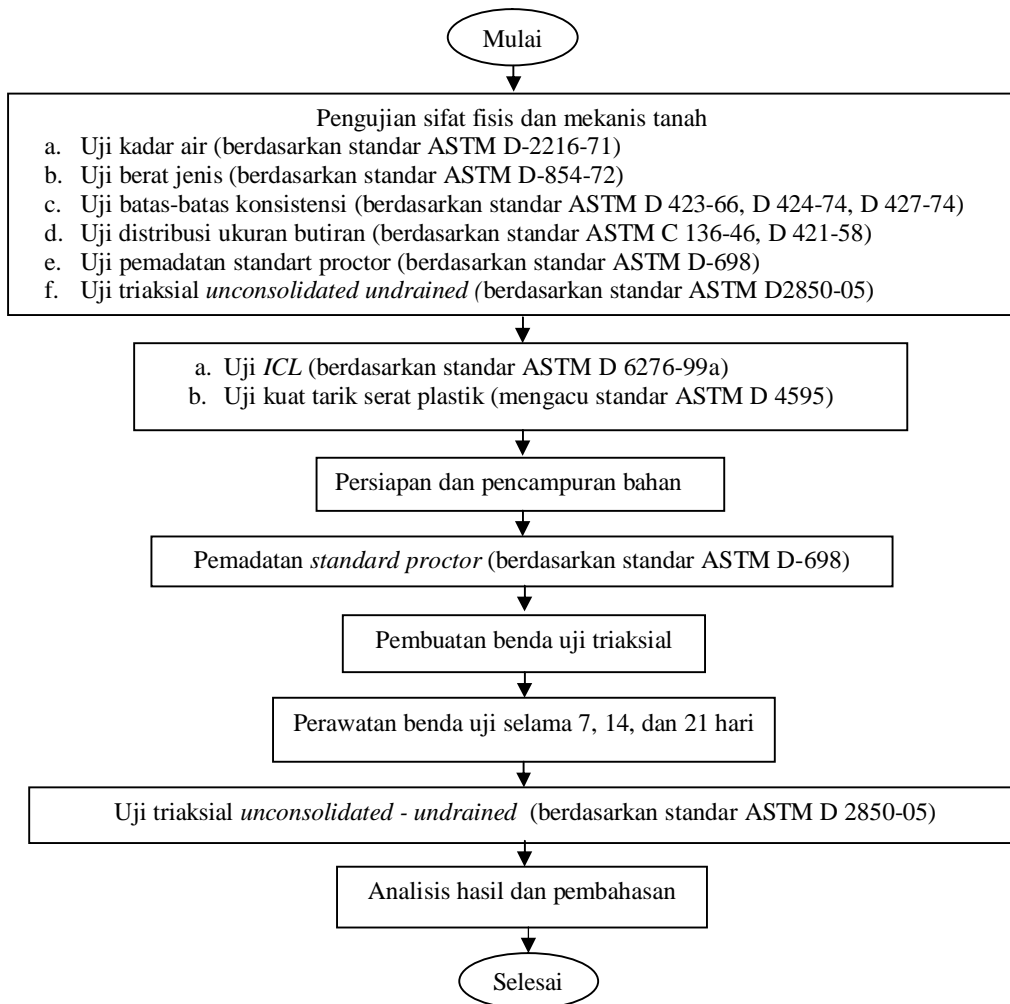 Mulai
Pengujian sifat fisis dan mekanis tanah
a. Uji kadar air (berdasarkan standar ASTM D-2216-71)
b. Uji berat jenis (berdasarkan standar ASTM D-854-72)
c. Uji batas-batas konsistensi (berdasarkan standar ASTM D 423-66, D 424-74, D 427-74)
d. Uji distribusi ukuran butiran (berdasarkan standar ASTM C 136-46, D 421-58)
e. Uji pemadatan standart proctor (berdasarkan standar ASTM D-698)
f. Uji triaksial unconsolidated undrained (berdasarkan standar ASTM D2850-05)
a. Uji ICL (berdasarkan standar ASTM D 6276-99a)
b. Uji kuat tarik serat plastik (mengacu standar ASTM D 4595)
Persiapan dan pencampuran bahan
Pemadatan standard proctor (berdasarkan standar ASTM D-698)
Pembuatan benda uji triaksial
Perawatan benda uji selama 7, 14, dan 21 hari
Uji triaksial unconsolidated - undrained (berdasarkan standar ASTM D 2850-05)
Analisis hasil dan pembahasan
Selesai